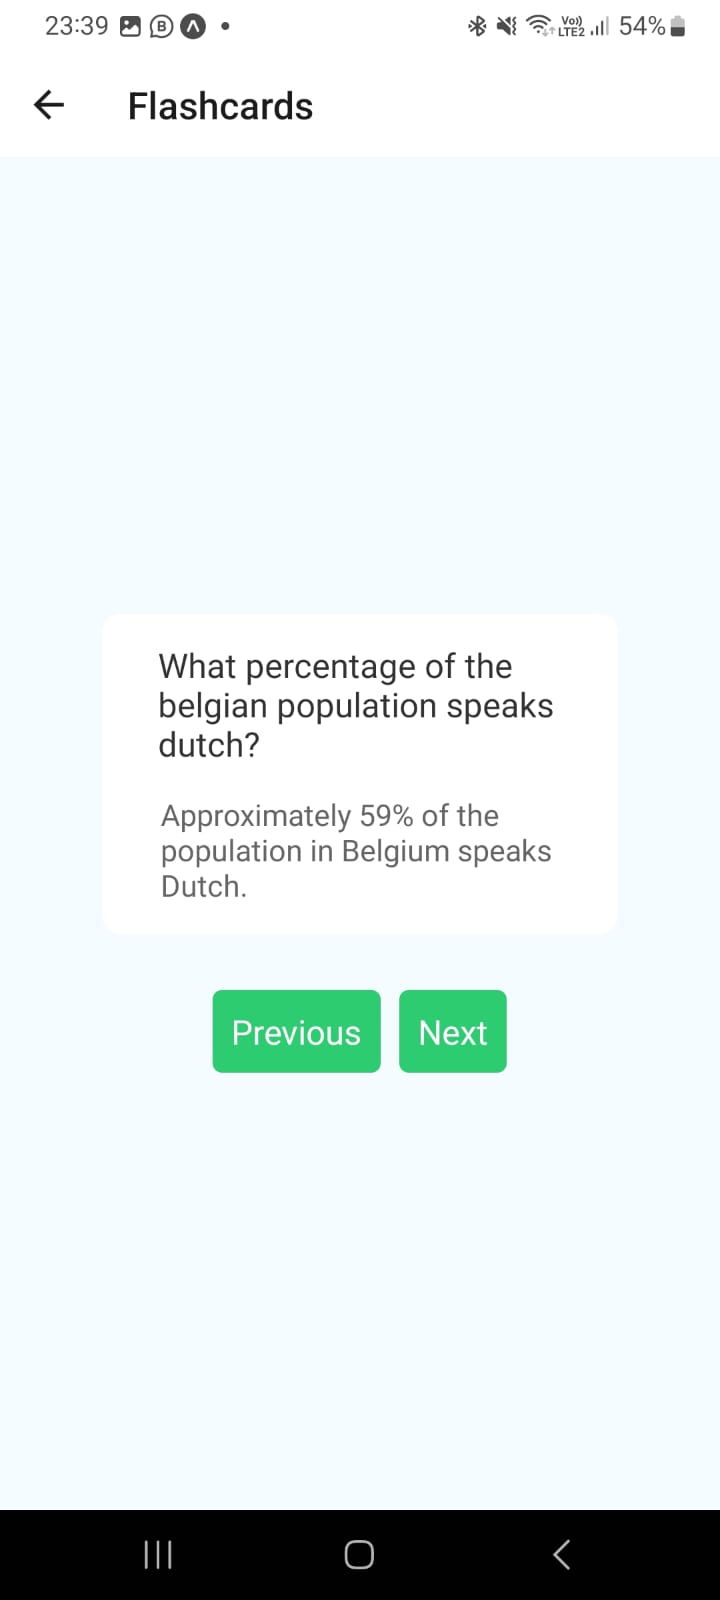 23:39
Vo))
LTE2
54%
Flashcards
What percentage of the
belgian population speaks
dutch?
Approximately 59% of the
population in Belgium speaks
Dutch.
Previous
Next